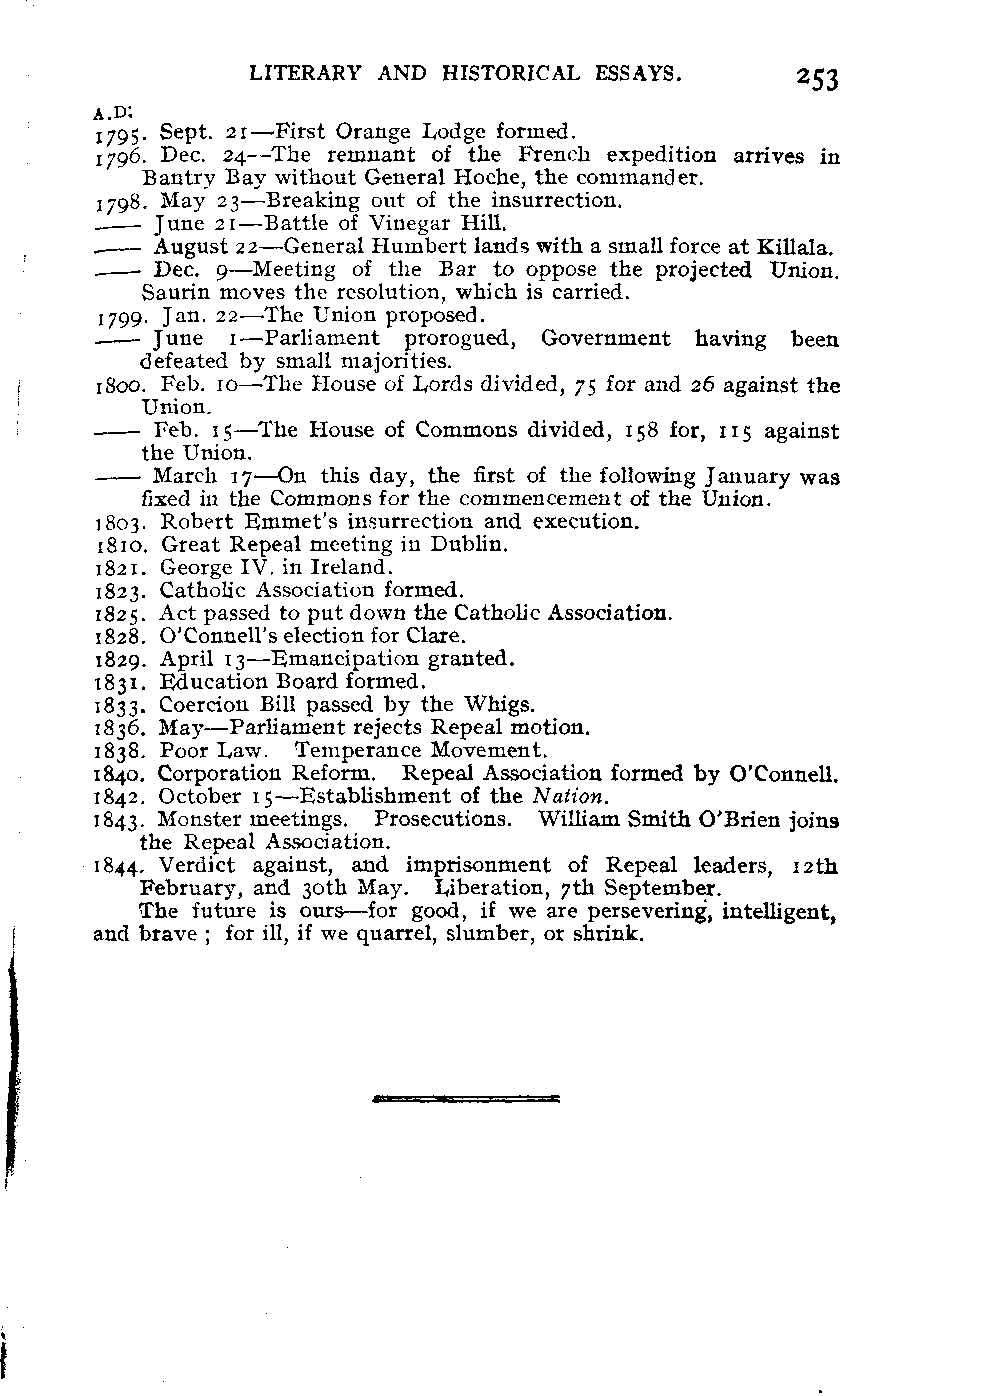 LITERARY AND HISTORICAL ESSAYS. 253
A.D.
1795. Sept. 21—First Orange Lodge formed.
1796. Dec. 24--The remnant of the French expedition arrives in
Bantry Bay without General Hoche, the commander.
1798. May 23—Breaking out of the insurrection.
—— June 21—Battle of Vinegar Hill.
—— August 22—General Humbert lands with a small force at Killala.
—— Dec. 9—Meeting of the Bar to oppose the projected Union.
Saurin moves the resolution, which is carried.
1799. Jan. 22—The Union proposed.
—— June 1—Parliament prorogued, Government having been
defeated by small majorities.
1800. Feb. 10—The House of Lords divided, 75 for and 26 against the
Union.
—— Feb. 15—The House of Commons divided, 158 for, 115 against
the Union.
—— March 17—On this day, the first of the following January was
fixed in the Commons for the commencement of the Union.
1803. Robert Emmet's insurrection and execution.
1810. Great Repeal meeting in Dublin.
1821. George IV. in Ireland.
1823. Catholic Association formed.
1825. Act passed to put down the Catholic Association.
1828. O'Connell's election for Clare.
1829. April 13—Emancipation granted.
1831. Education Board formed.
1833. Coercion Bill passed by the Whigs.
1836. May—Parliament rejects Repeal motion.
1838. Poor Law. Temperance Movement.
1840. Corporation Reform. Repeal Association formed by O'Connell.
1842. October 15—Establishment of the Nation.
1843. Monster meetings. Prosecutions. William Smith O'Brien joins
the Repeal Association.
1844. Verdict against, and imprisonment of Repeal leaders, 12th
February, and 30th May. Liberation, 7th September.
The future is ours—for good, if we are persevering, intelligent,
and brave ; for ill, if we quarrel, slumber, or shrink.